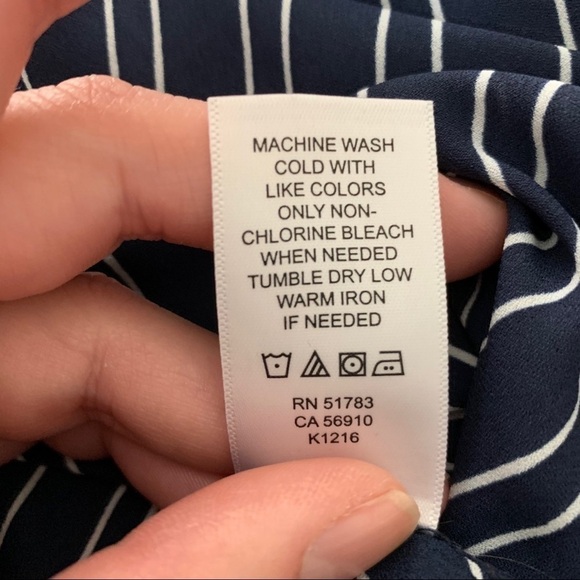 MACHINE WASH
COLD WITH
LIKE COLORS
ONLY NON-
CHLORINE BLEACH
WHEN NEEDED
TUMBLE DRY LOW
WARM IRON
IF NEEDED
RN 51783
CA 56910
K1216